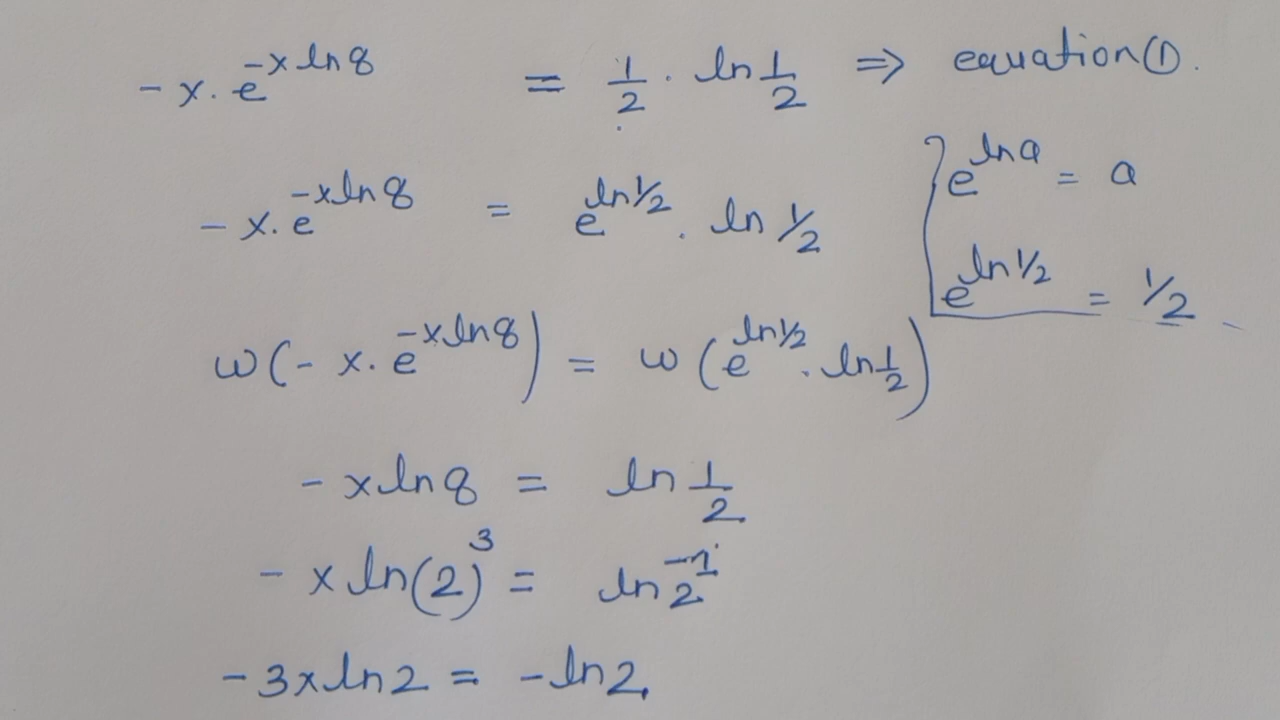 - x. e^{-x ln 8} = 1/2 . ln 1/2 ⇒ equation ①.
e^{ln a} = a
- x. e^{-x ln 8} = e^{ln 1/2} . ln 1/2
e^{ln 1/2} = 1/2
ω(- x. e^{-x ln 8}) = ω(e^{ln 1/2} . ln 1/2)
- x ln 8 = ln 1/2
- x ln(2)^3 = ln 2^{-1}
- 3x ln 2 = - ln 2